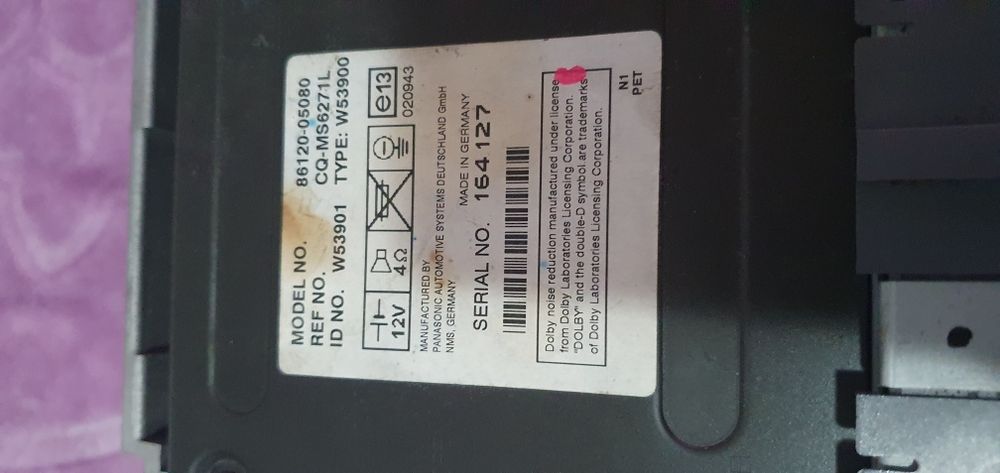 MODEL NO. 86120-05080
REF NO. CQ-MS6271L
ID NO. W53901 TYPE: W53900
12V 4Ω e13
020943
MANUFACTURED BY
PANASONIC AUTOMOTIVE SYSTEMS DEUTSCHLAND GmbH
NMS, GERMANY MADE IN GERMANY
SERIAL NO. 164127
Dolby noise reduction manufactured under license
from Dolby Laboratories Licensing Corporation.
"DOLBY" and the double-D symbol are trademarks
of Dolby Laboratories Licensing Corporation.
N1
PET